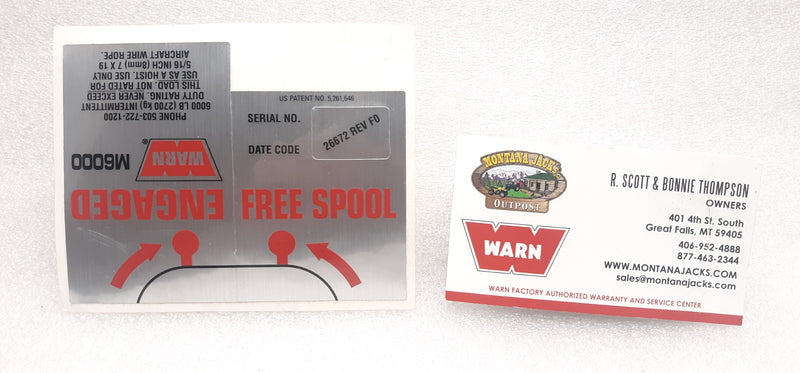 US PATENT NO. 5,261,646
SERIAL NO.
DATE CODE
26672 REV F0
FREE SPOOL
ENGAGED
WARN®
M6000
PHONE 503-722-1200
6000 LB (2700 kg) INTERMITTENT
DUTY RATING. NEVER EXCEED
THIS LOAD. NOT RATED FOR
USE AS A HOIST. USE ONLY
5/16 INCH (8mm) 7 X 19
AIRCRAFT WIRE ROPE.
MONTANA JACK'S
OUTPOST
WARN
R. SCOTT & BONNIE THOMPSON
OWNERS
401 4th St. South
Great Falls, MT 59405
406-952-4888
877-463-2344
WWW.MONTANAJACKS.COM
sales@montanajacks.com
WARN FACTORY AUTHORIZED WARRANTY AND SERVICE CENTER